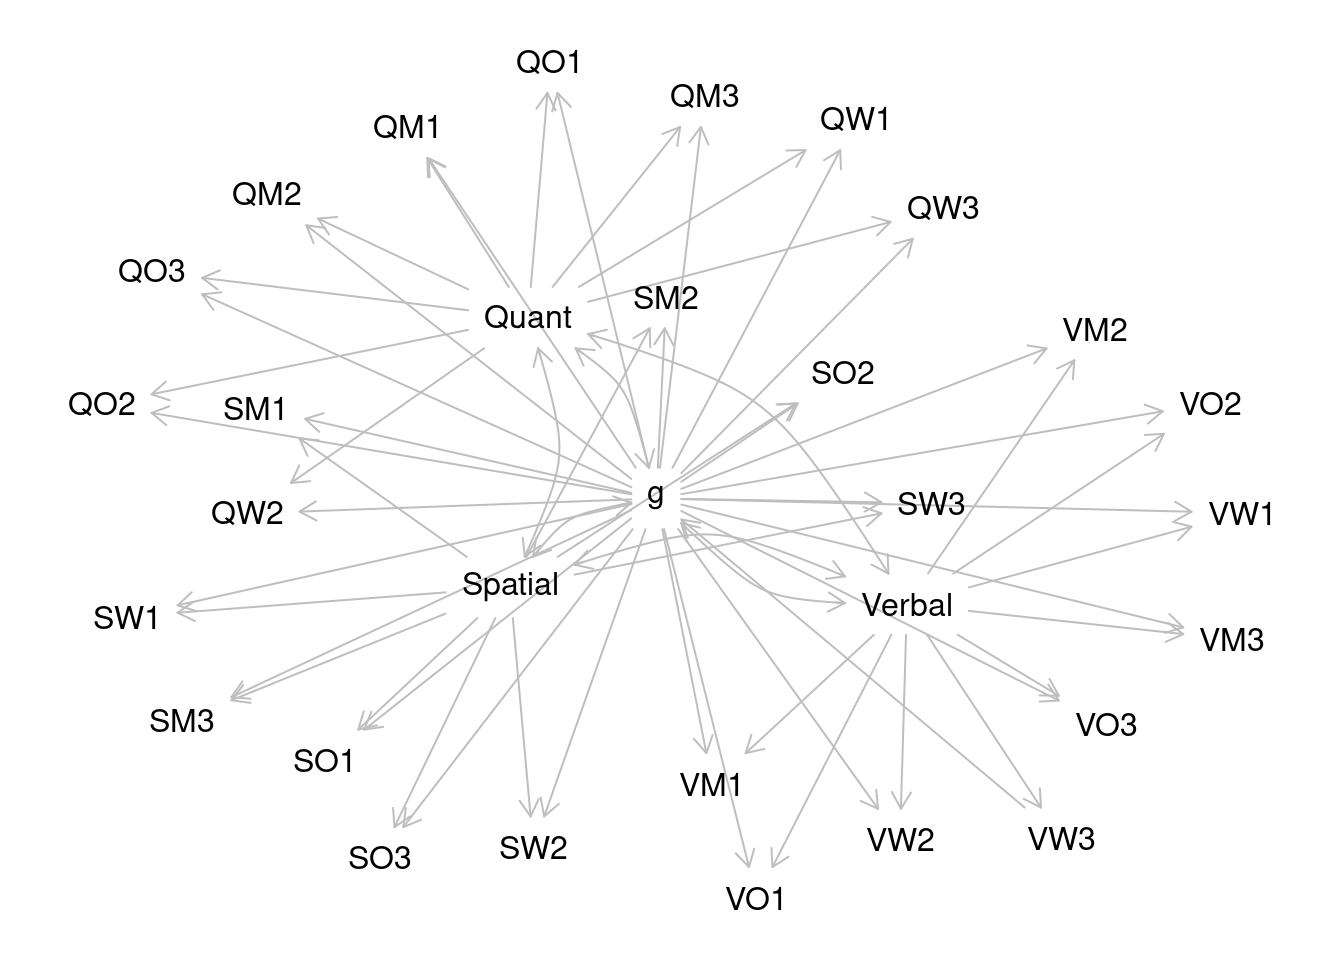 QO1
QM3
QW1
QM1
QM2
QW3
QO3
SM2
Quant
VM2
SO2
QO2
SM1
VO2
g
SW3
QW2
VW1
Spatial
Verbal
SW1
VM3
SM3
VO3
SO1
VM1
VW2
VW3
SO3
SW2
VO1